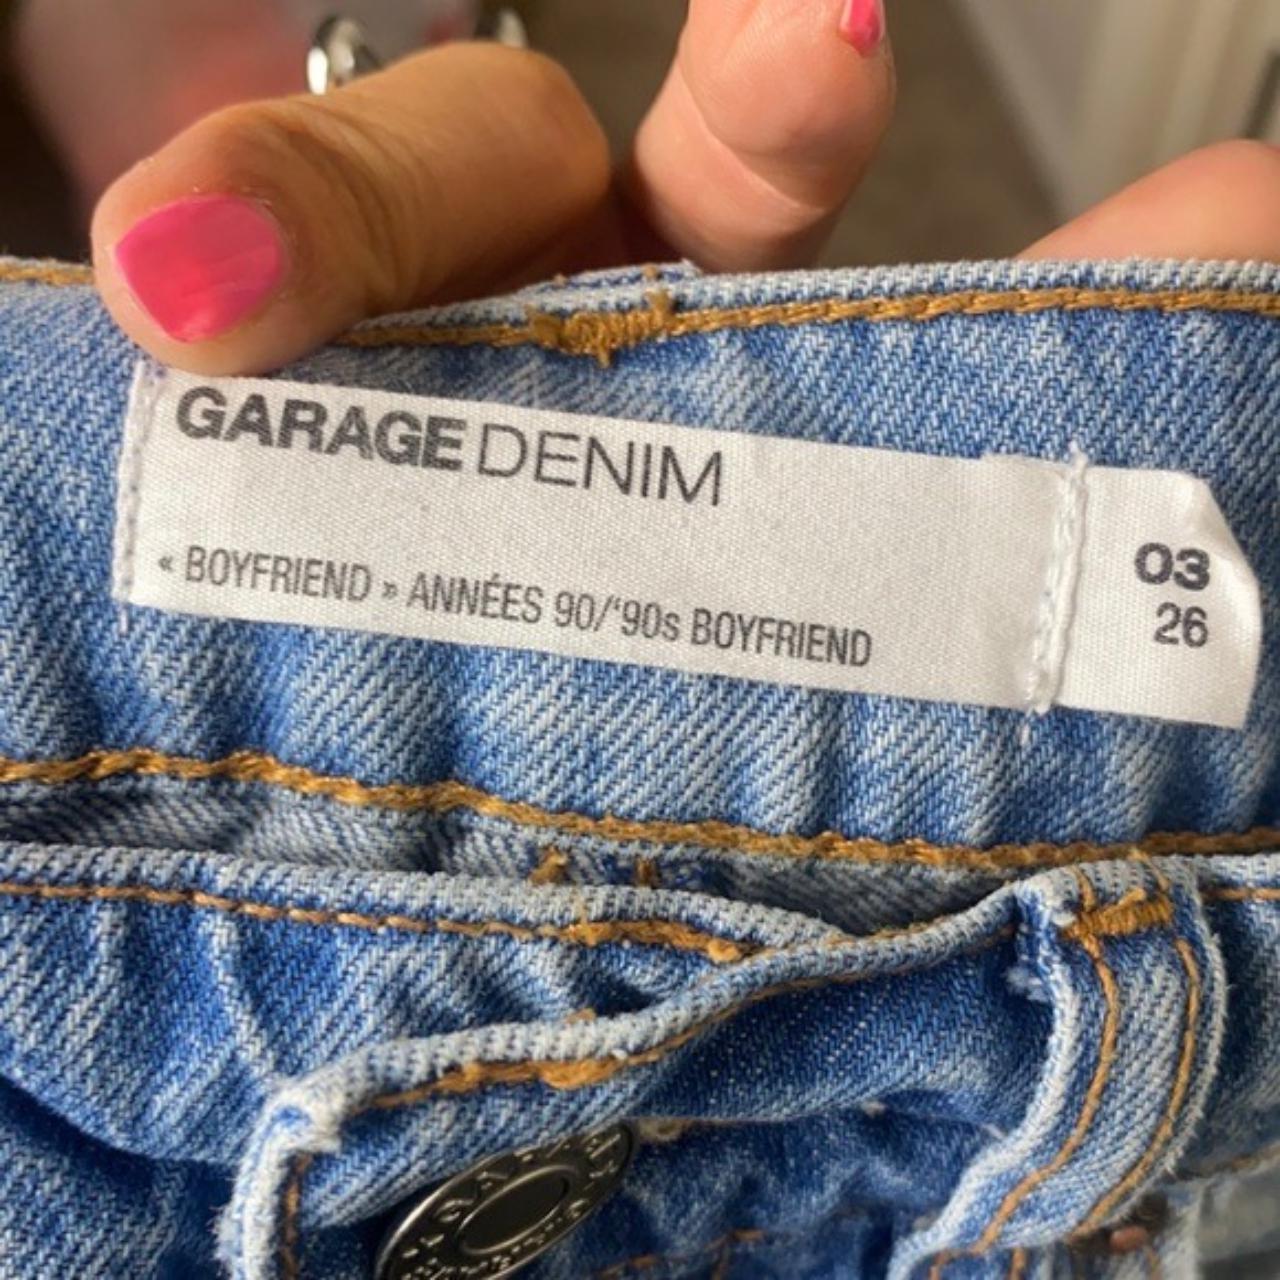 GARAGE DENIM
« BOYFRIEND » ANNÉES 90/‘90s BOYFRIEND
03
26